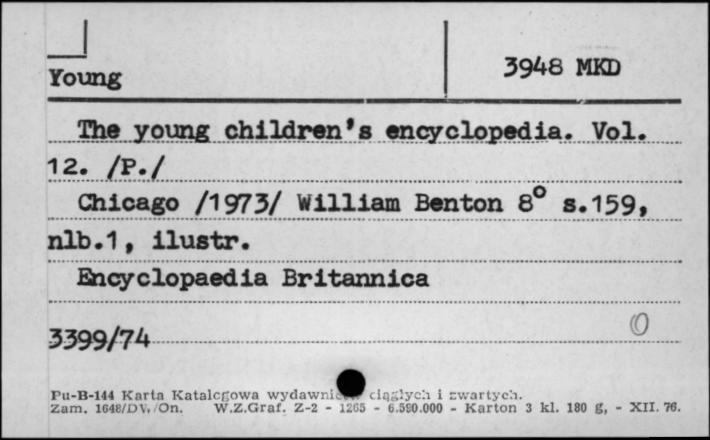 3948 MKD
Young
The young children's encyclopedia. Vol.
12. /P./
Chicago /1973/ William Benton 8° s.159,
nlb.1, ilustr.
Encyclopaedia Britannica
3399/74
0
Pu-B-144 Karta Katalogowa ciągłych i zwartych.
Zam. 1648/DV./On. W.Z.Graf. Z-2 - 1265 - 6.590.000 - Karton 3 kl. 180 g, - XII. 76.